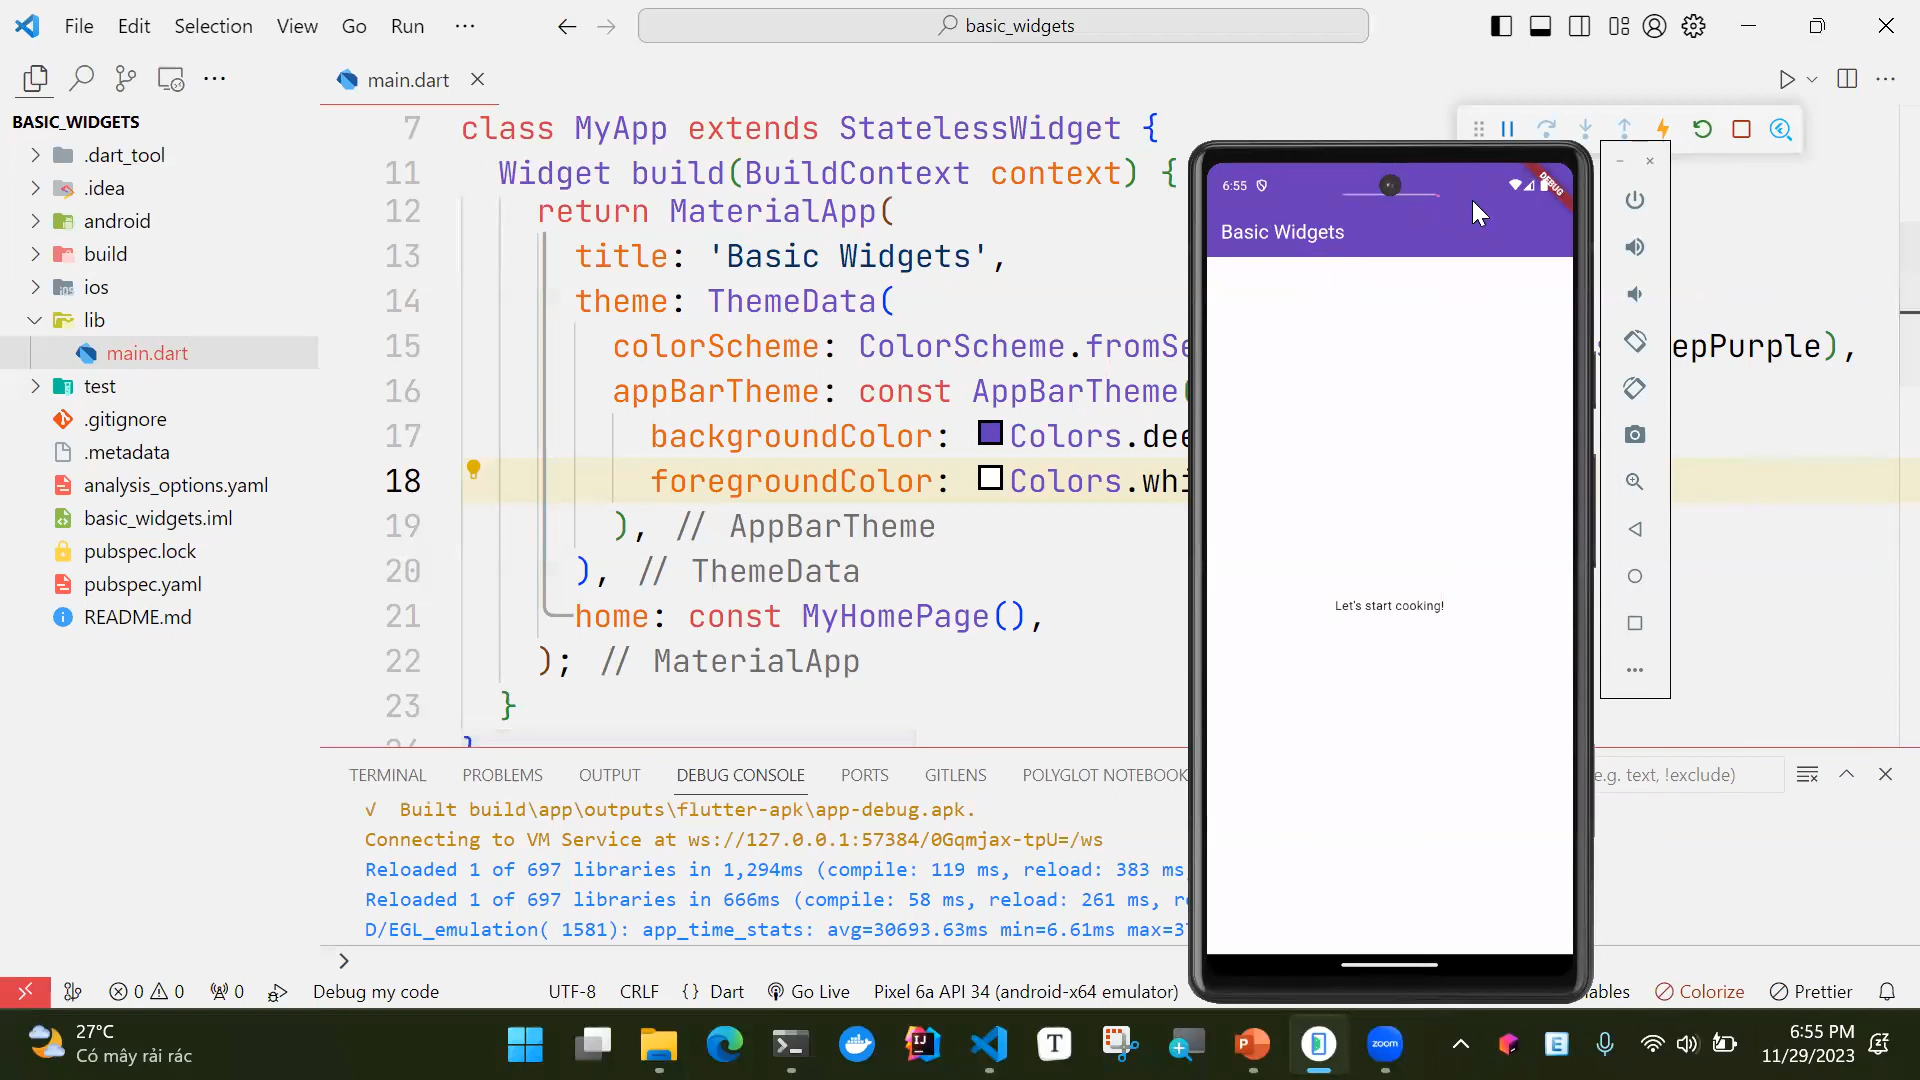 File Edit Selection View Go Run ···
basic_widgets
main.dart
BASIC_WIDGETS
.dart_tool
.idea
android
build
ios
lib
main.dart
test
.gitignore
.metadata
analysis_options.yaml
basic_widgets.iml
pubspec.lock
pubspec.yaml
README.md
7 class MyApp extends StatelessWidget {
11 Widget build(BuildContext context) {
12 return MaterialApp(
13 title: 'Basic Widgets',
14 theme: ThemeData(
15 colorScheme: ColorScheme.fromSe epPurple),
16 appBarTheme: const AppBarTheme(
17 backgroundColor: Colors.dee
18 foregroundColor: Colors.whi
19 ), // AppBarTheme
20 ), // ThemeData
21 home: const MyHomePage(),
22 ); // MaterialApp
23 }
}
6:55
DEBUG
Basic Widgets
Let's start cooking!
TERMINAL PROBLEMS OUTPUT DEBUG CONSOLE PORTS GITLENS POLYGLOT NOTEBOOK
e.g. text, !exclude)
√ Built build\app\outputs\flutter-apk\app-debug.apk.
Connecting to VM Service at ws://127.0.0.1:57384/0Gqmjax-tpU=/ws
Reloaded 1 of 697 libraries in 1,294ms (compile: 119 ms, reload: 383 ms
Reloaded 1 of 697 libraries in 666ms (compile: 58 ms, reload: 261 ms, re
D/EGL_emulation( 1581): app_time_stats: avg=30693.63ms min=6.61ms max=37
0 0 0 Debug my code UTF-8 CRLF {} Dart Go Live Pixel 6a API 34 (android-x64 emulator) ables Colorize Prettier
27°C
Có mây rải rác
zoom
6:55 PM
11/29/2023